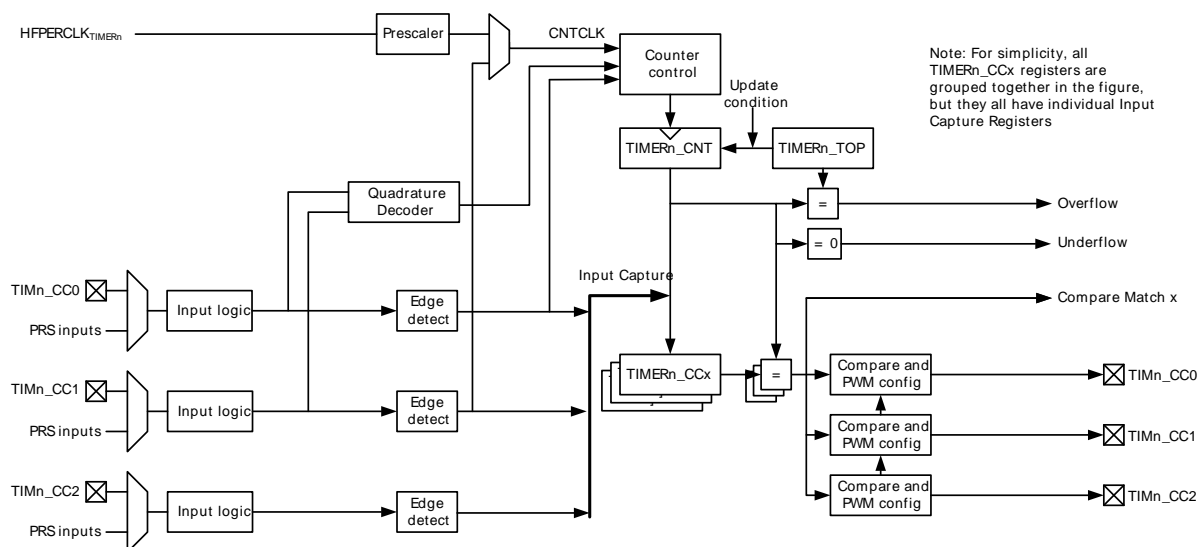 HFPERCLKTIMERn
Prescaler
CNTCLK
Counter
control
Note: For simplicity, all
TIMERn_CCx registers are
grouped together in the figure,
but they all have individual Input
Capture Registers
Update
condition
TIMERn_CNT
TIMERn_TOP
Quadrature
Decoder
=
Overflow
= 0
Underflow
Input Capture
TIMn_CC0
PRS inputs
Input logic
Edge
detect
Compare Match x
TIMERn_CCx
=
Compare and
PWM config
TIMn_CC0
TIMn_CC1
PRS inputs
Input logic
Edge
detect
Compare and
PWM config
TIMn_CC1
TIMn_CC2
PRS inputs
Input logic
Edge
detect
Compare and
PWM config
TIMn_CC2